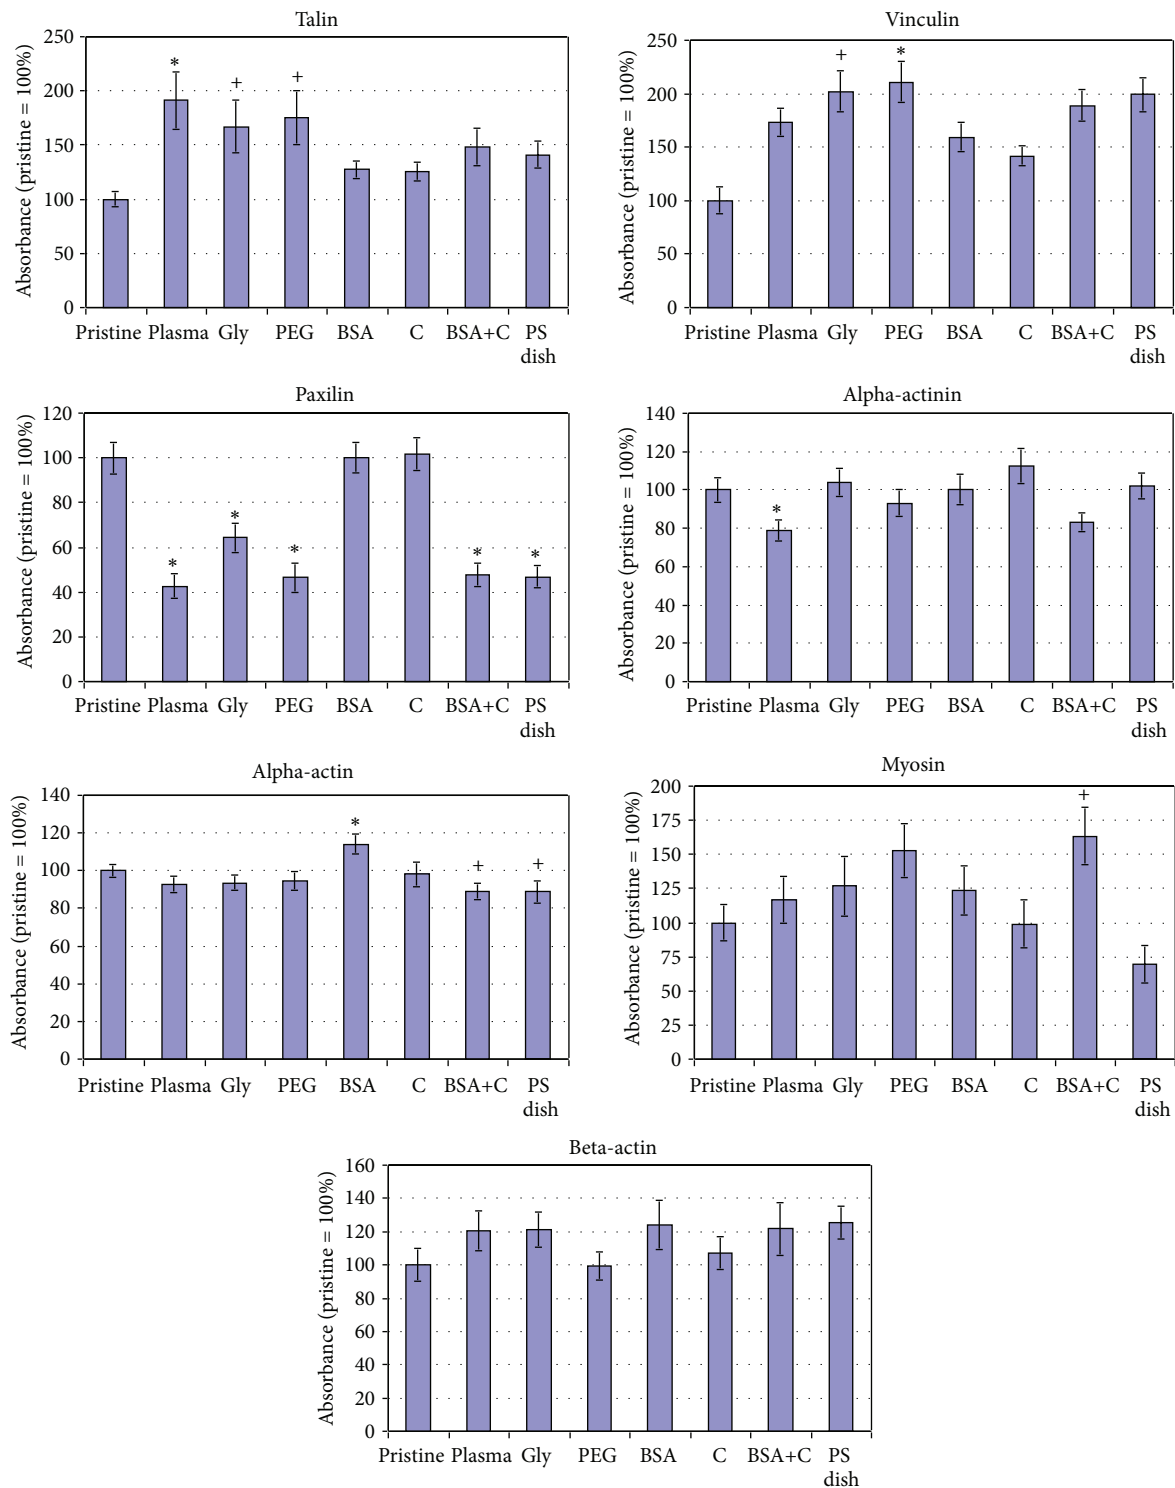 Talin
Absorbance (pristine = 100%)
250
200
150
100
50
0
*
+
+
Pristine Plasma Gly PEG BSA C BSA+C PS
dish
Vinculin
Absorbance (pristine = 100%)
250
200
150
100
50
0
+
*
Pristine Plasma Gly PEG BSA C BSA+C PS
dish
Paxilin
Absorbance (pristine = 100%)
120
100
80
60
40
20
0
*
*
*
*
*
Pristine Plasma Gly PEG BSA C BSA+C PS
dish
Alpha-actinin
Absorbance (pristine = 100%)
140
120
100
80
60
40
20
0
*
Pristine Plasma Gly PEG BSA C BSA+C PS
dish
Alpha-actin
Absorbance (pristine = 100%)
140
120
100
80
60
40
20
0
*
+
+
Pristine Plasma Gly PEG BSA C BSA+C PS
dish
Myosin
Absorbance (pristine = 100%)
200
175
150
125
100
75
50
25
0
+
Pristine Plasma Gly PEG BSA C BSA+C PS
dish
Beta-actin
Absorbance (pristine = 100%)
160
140
120
100
80
60
40
20
0
Pristine Plasma Gly PEG BSA C BSA+C PS
dish